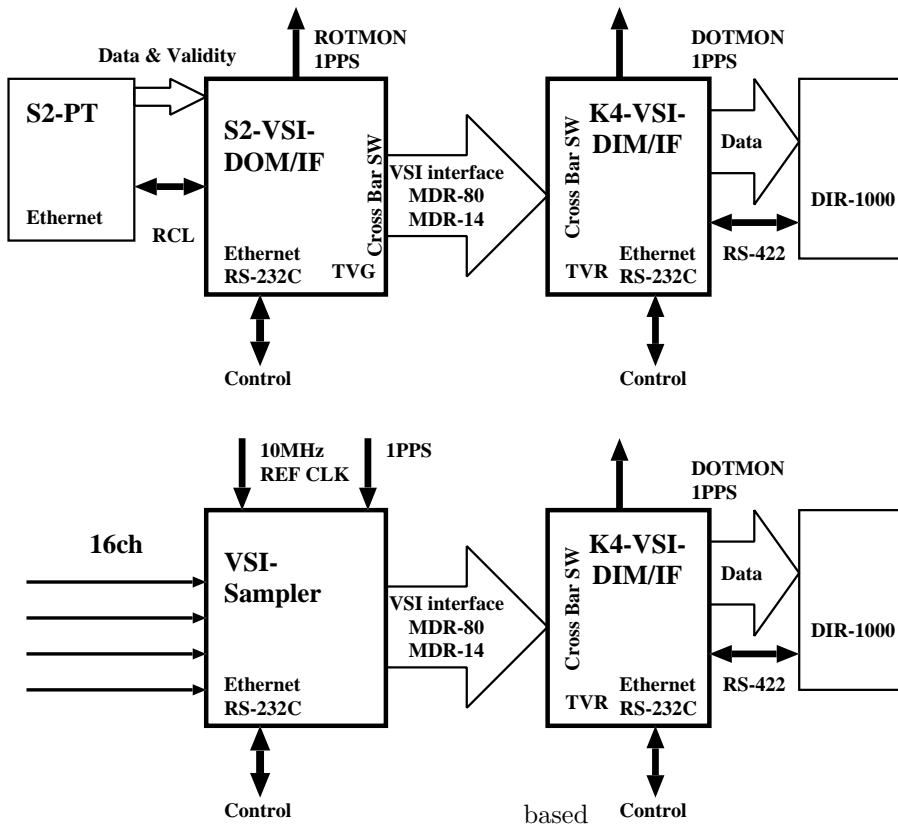 ROTMON
1PPS
DOTMON
1PPS
Data & Validity
S2-PT
Ethernet
RCL
S2-VSI-
DOM/IF
Cross Bar SW
Ethernet
RS-232C
TVG
Control
VSI interface
MDR-80
MDR-14
K4-VSI-
DIM/IF
Cross Bar SW
TVR
Ethernet
RS-232C
Control
Data
RS-422
DIR-1000
10MHz
REF CLK
1PPS
DOTMON
1PPS
16ch
VSI-
Sampler
Ethernet
RS-232C
Control
VSI interface
MDR-80
MDR-14
K4-VSI-
DIM/IF
Cross Bar SW
TVR
Ethernet
RS-232C
Control
Data
RS-422
DIR-1000
based